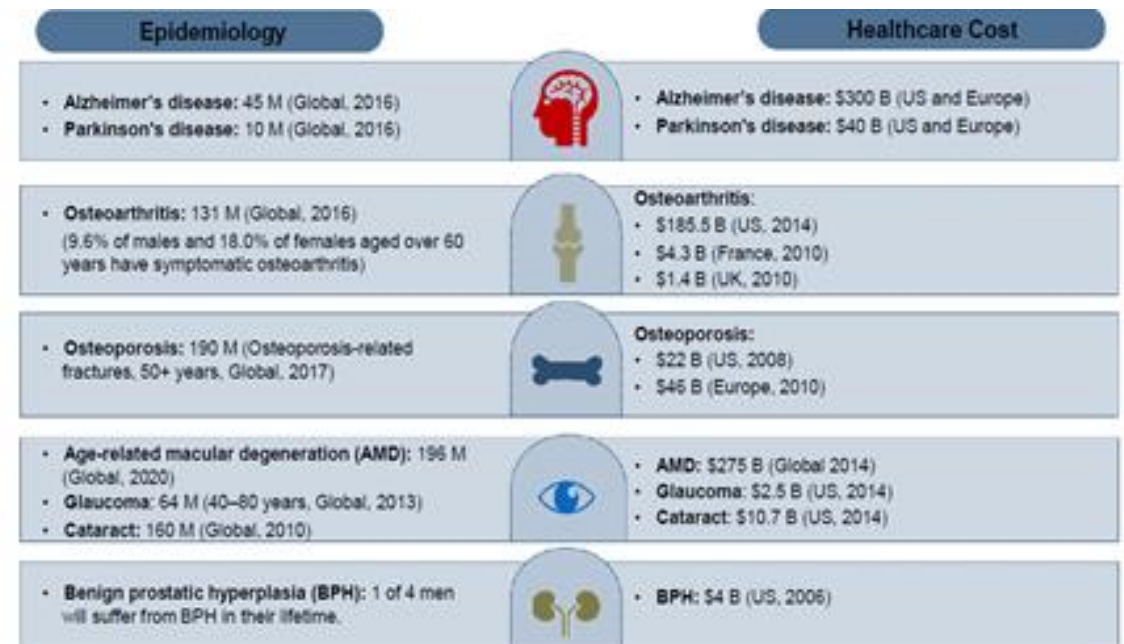 Epidemiology
Healthcare Cost
• Alzheimer's disease: 45 M (Global, 2016)
• Parkinson's disease: 10 M (Global, 2016)
• Alzheimer's disease: $300 B (US and Europe)
• Parkinson's disease: $40 B (US and Europe)
• Osteoarthritis: 131 M (Global, 2016)
(9.6% of males and 18.0% of females aged over 60
years have symptomatic osteoarthritis)
Osteoarthritis:
• $185.5 B (US, 2014)
• $4.3 B (France, 2010)
• $1.4 B (UK, 2010)
• Osteoporosis: 190 M (Osteoporosis-related
fractures, 50+ years, Global, 2017)
Osteoporosis:
• $22 B (US, 2008)
• $46 B (Europe, 2010)
• Age-related macular degeneration (AMD): 196 M
(Global, 2020)
• Glaucoma: 64 M (40–80 years, Global, 2013)
• Cataract: 160 M (Global, 2010)
• AMD: $275 B (Global 2014)
• Glaucoma: $2.5 B (US, 2014)
• Cataract: $10.7 B (US, 2014)
• Benign prostatic hyperplasia (BPH): 1 of 4 men
will suffer from BPH in their lifetime.
• BPH: $4 B (US, 2006)